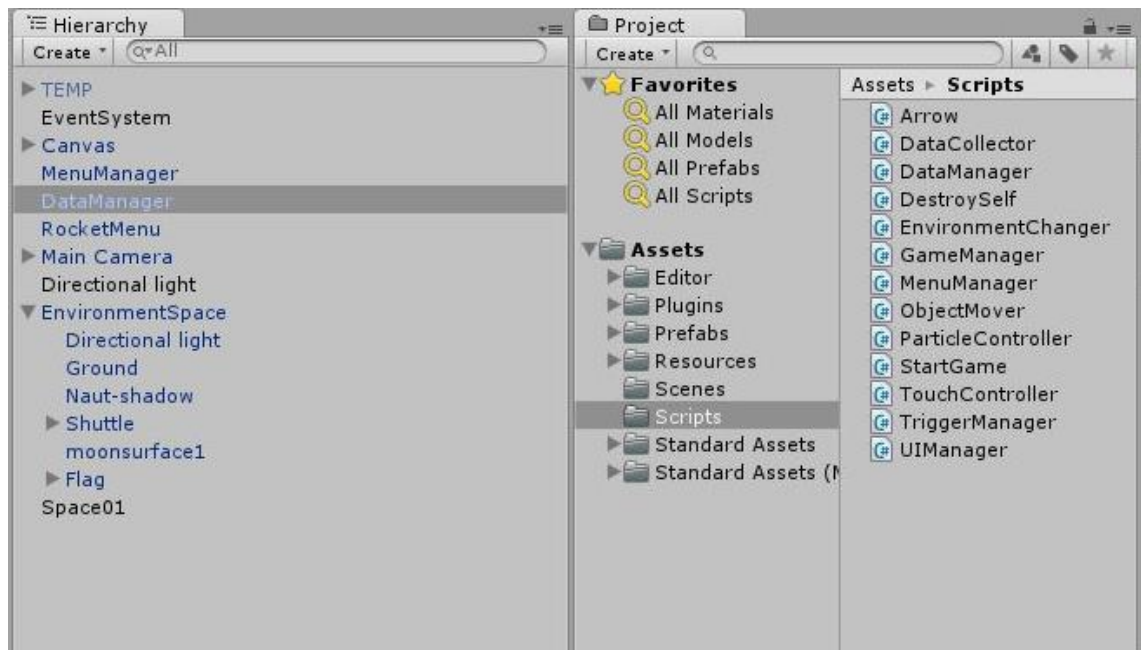 Hierarchy
Create
All
TEMP
EventSystem
Canvas
MenuManager
DataManager
RocketMenu
Main Camera
Directional light
EnvironmentSpace
Directional light
Ground
Naut-shadow
Shuttle
moonsurface1
Flag
Space01
Project
Create
Favorites
All Materials
All Models
All Prefabs
All Scripts
Assets
Editor
Plugins
Prefabs
Resources
Scenes
Scripts
Standard Assets
Standard Assets (
Assets ▸ Scripts
Arrow
DataCollector
DataManager
DestroySelf
EnvironmentChanger
GameManager
MenuManager
ObjectMover
ParticleController
StartGame
TouchController
TriggerManager
UIManager